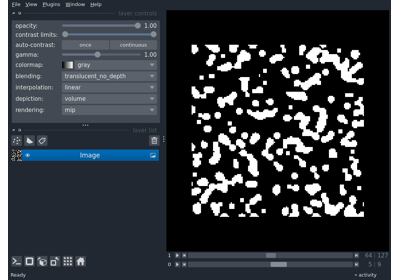 File View Plugins Window Help
layer controls
opacity: 1.00
contrast limits:
auto-contrast: once continuous
gamma: 1.00
colormap: gray
blending: translucent_no_depth
interpolation: linear
depiction: volume
rendering: mip
layer list
Image
1 64 127
0 5 9
Ready activity